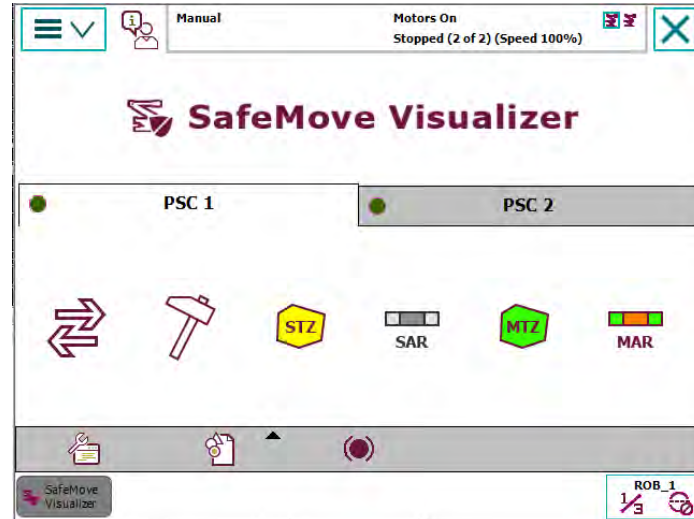 Manual
Motors On
Stopped (2 of 2) (Speed 100%)
SafeMove Visualizer
PSC 1
PSC 2
STZ
SAR
MTZ
MAR
SafeMove
Visualizer
ROB_1
1/3